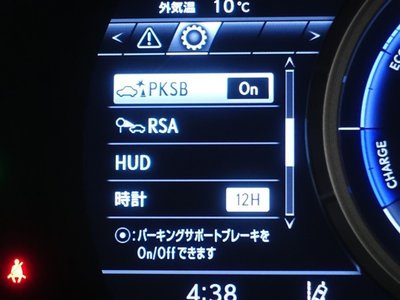 外気温 10℃
< >
PKSB On
RSA
HUD
時計 12H
⦿:パーキングサポートブレーキを
On/Offできます
4:38
CHARGE
ECO